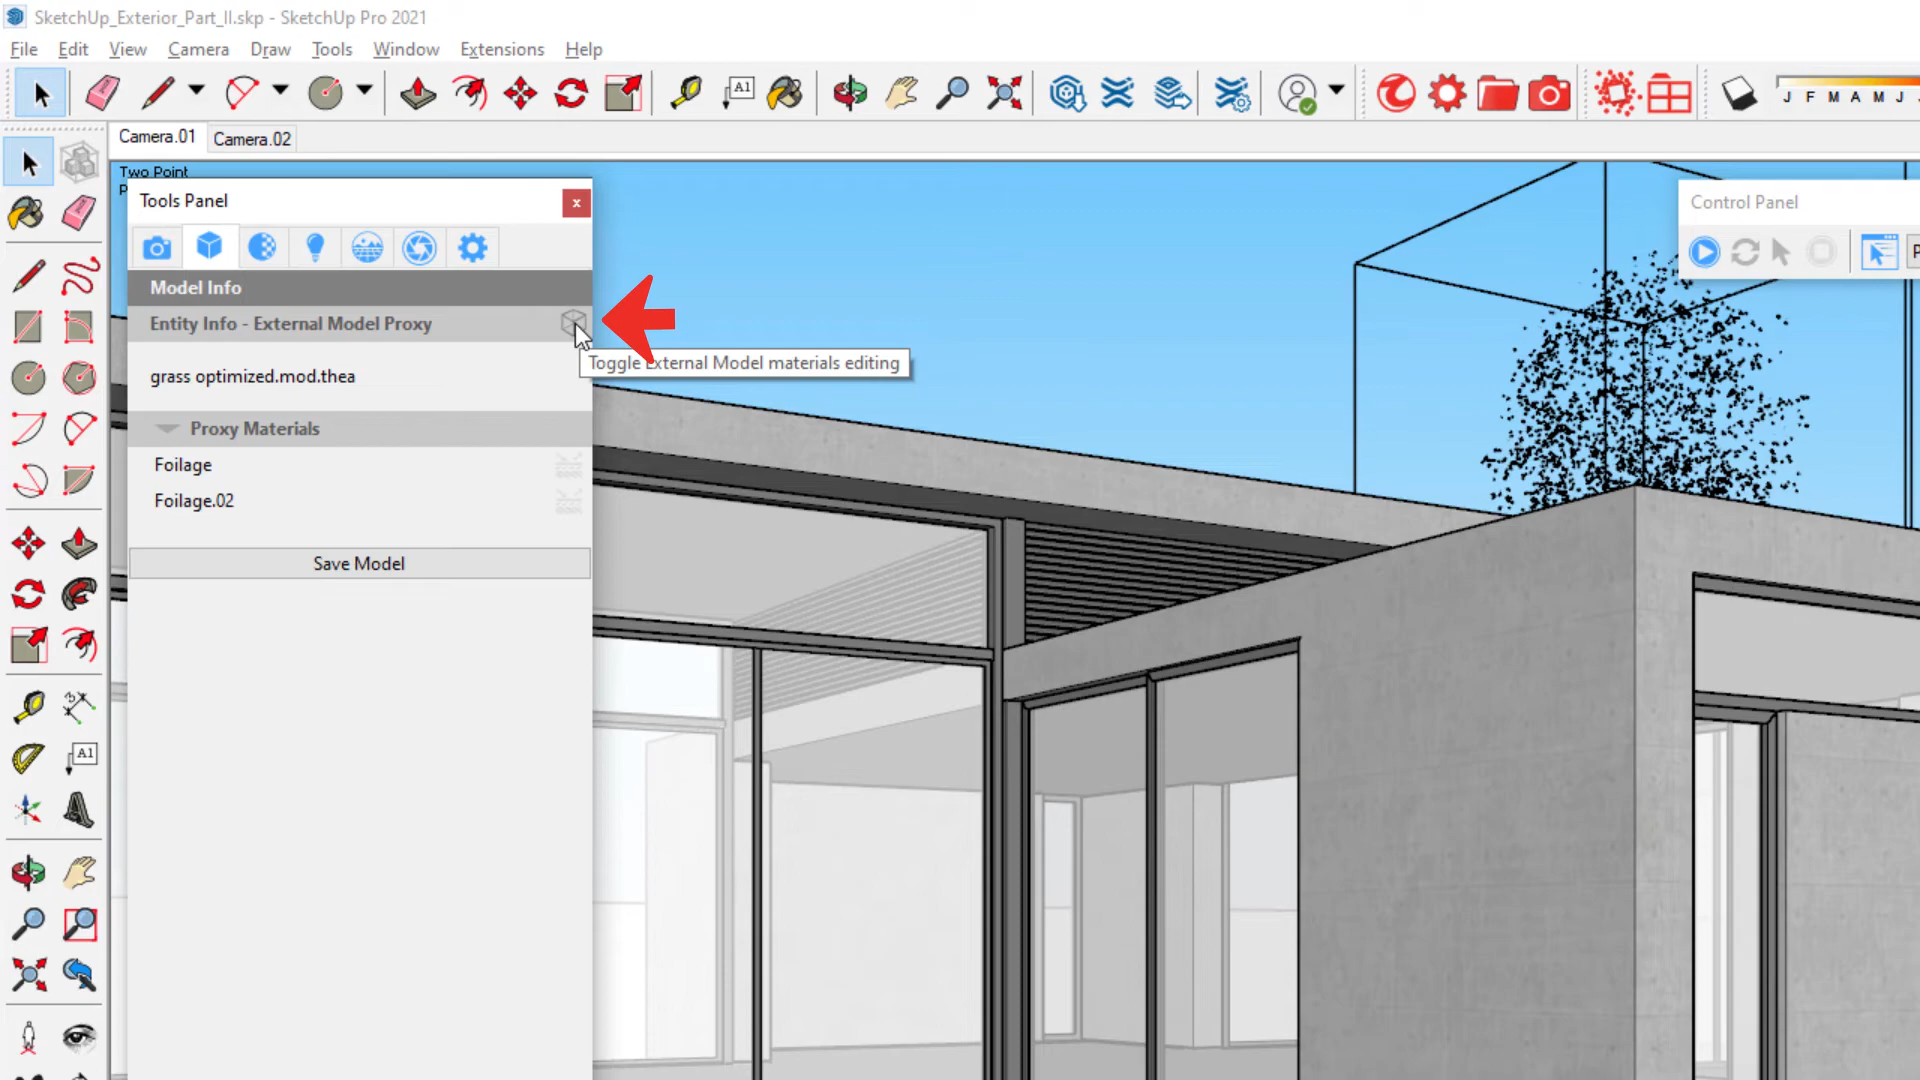 SketchUp_Exterior_Part_II.skp - SketchUp Pro 2021
File Edit View Camera Draw Tools Window Extensions Help
A1
J F M A M J
Camera.01 Camera.02
Two Point
Tools Panel
x
Control Panel
Model Info
Entity Info - External Model Proxy
Toggle External Model materials editing
grass optimized.mod.thea
Proxy Materials
Foilage
Foilage.02
Save Model
A1